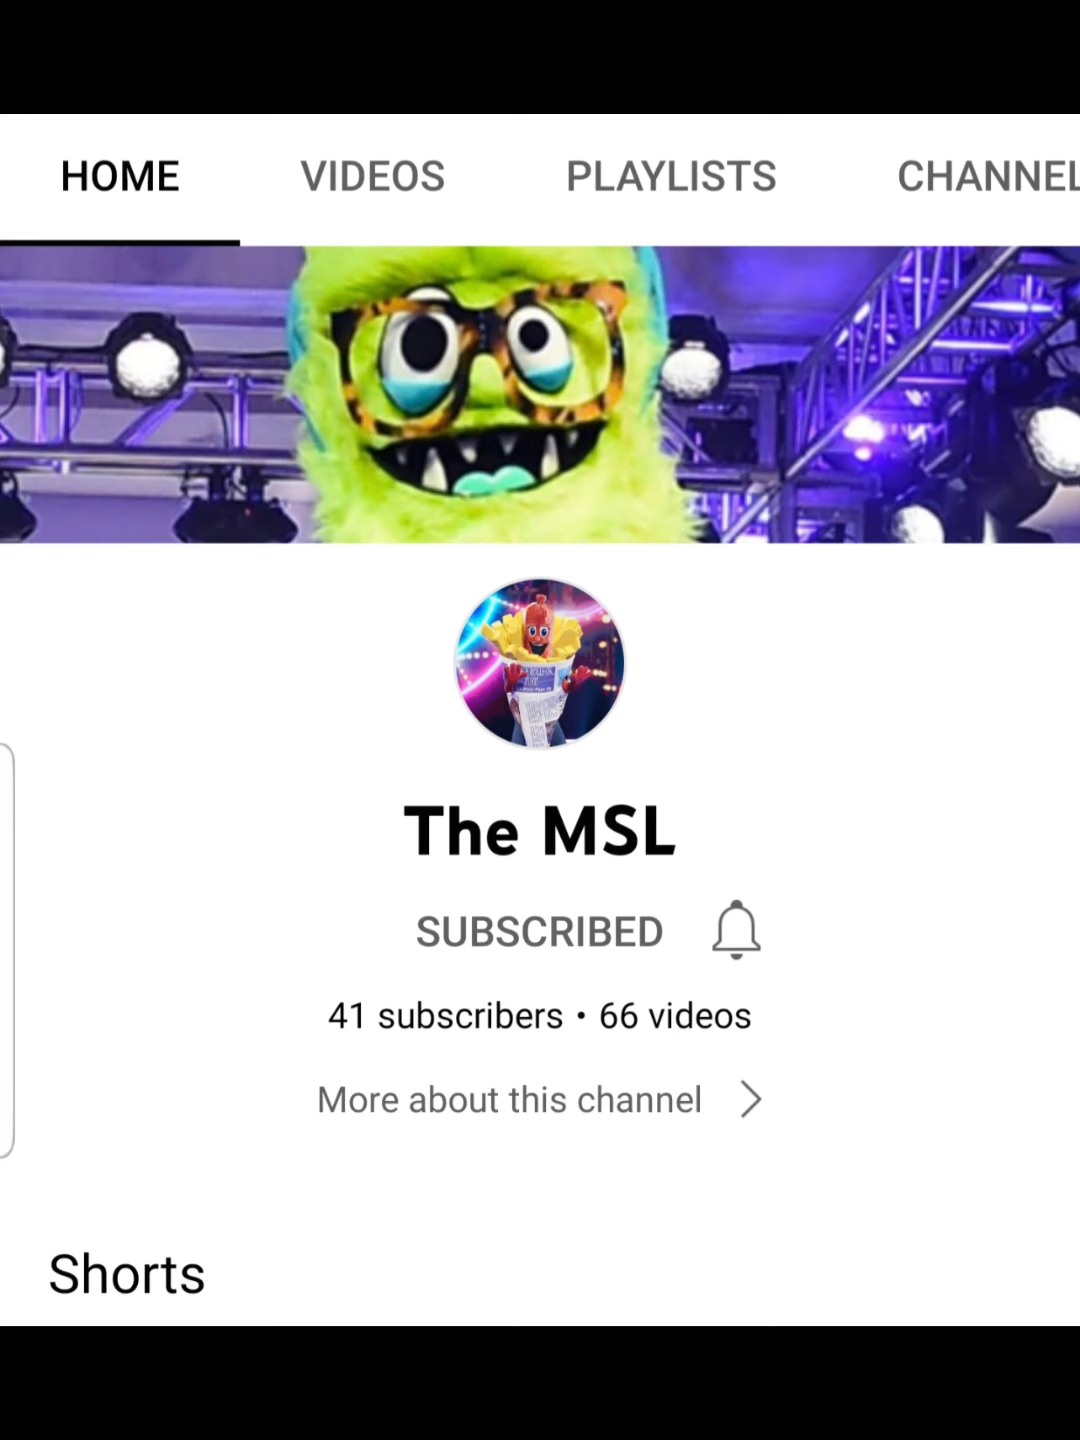 HOME VIDEOS PLAYLISTS CHANNEL
The MSL
SUBSCRIBED
41 subscribers • 66 videos
More about this channel
Shorts